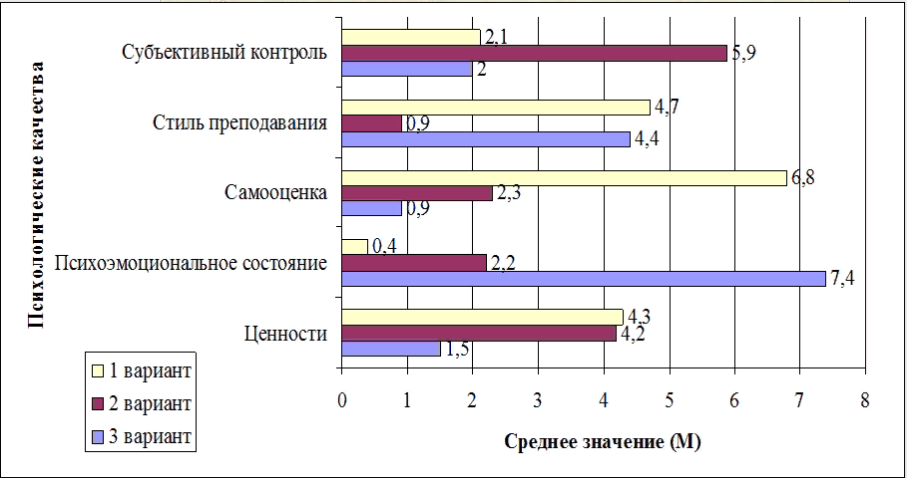 Психологические качества
Субъективный контроль
2,1
5,9
2
Стиль преподавания
4,7
0,9
4,4
Самооценка
6,8
2,3
0,9
Психоэмоциональное состояние
0,4
2,2
7,4
Ценности
4,3
4,2
1,5
0 1 2 3 4 5 6 7 8
Среднее значение (М)
1 вариант
2 вариант
3 вариант